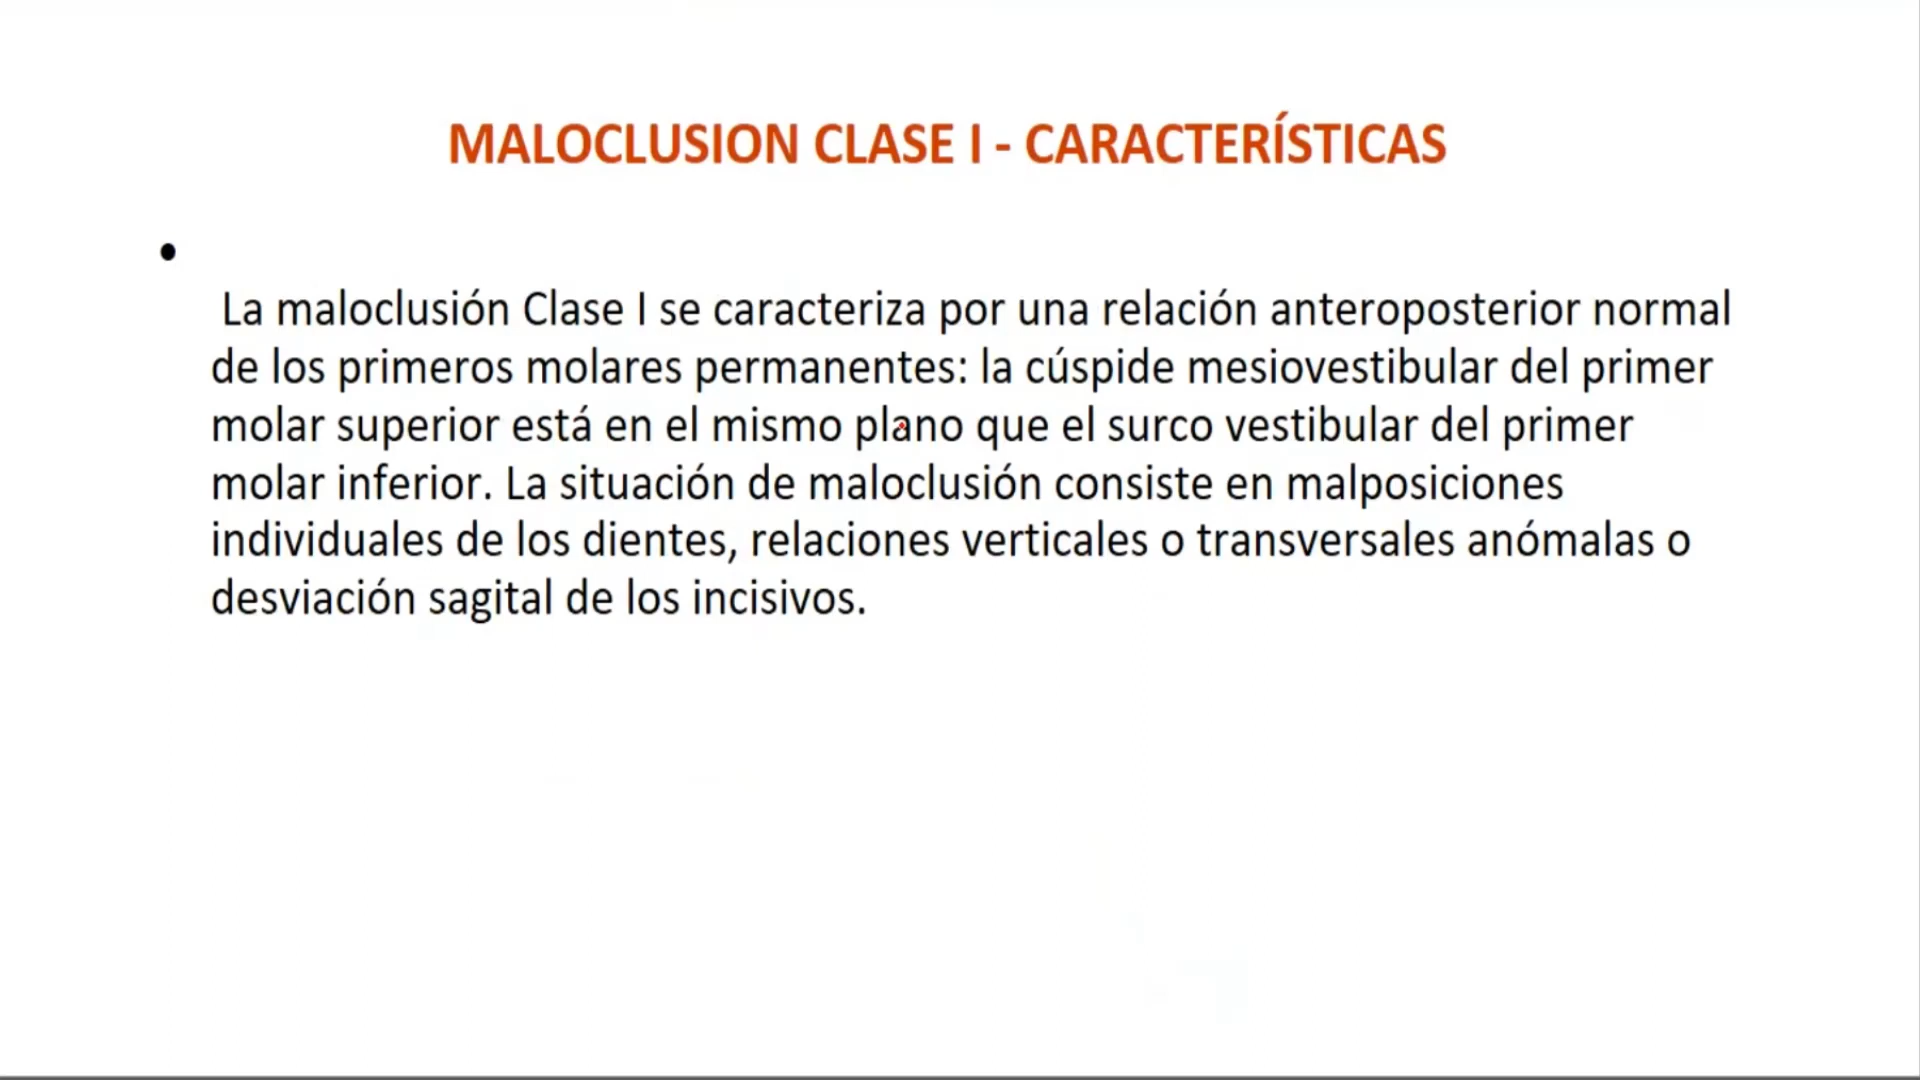 MALOCLUSION CLASE I - CARACTERÍSTICAS
•
La maloclusión Clase I se caracteriza por una relación anteroposterior normal
de los primeros molares permanentes: la cúspide mesiovestibular del primer
molar superior está en el mismo plano que el surco vestibular del primer
molar inferior. La situación de maloclusión consiste en malposiciones
individuales de los dientes, relaciones verticales o transversales anómalas o
desviación sagital de los incisivos.